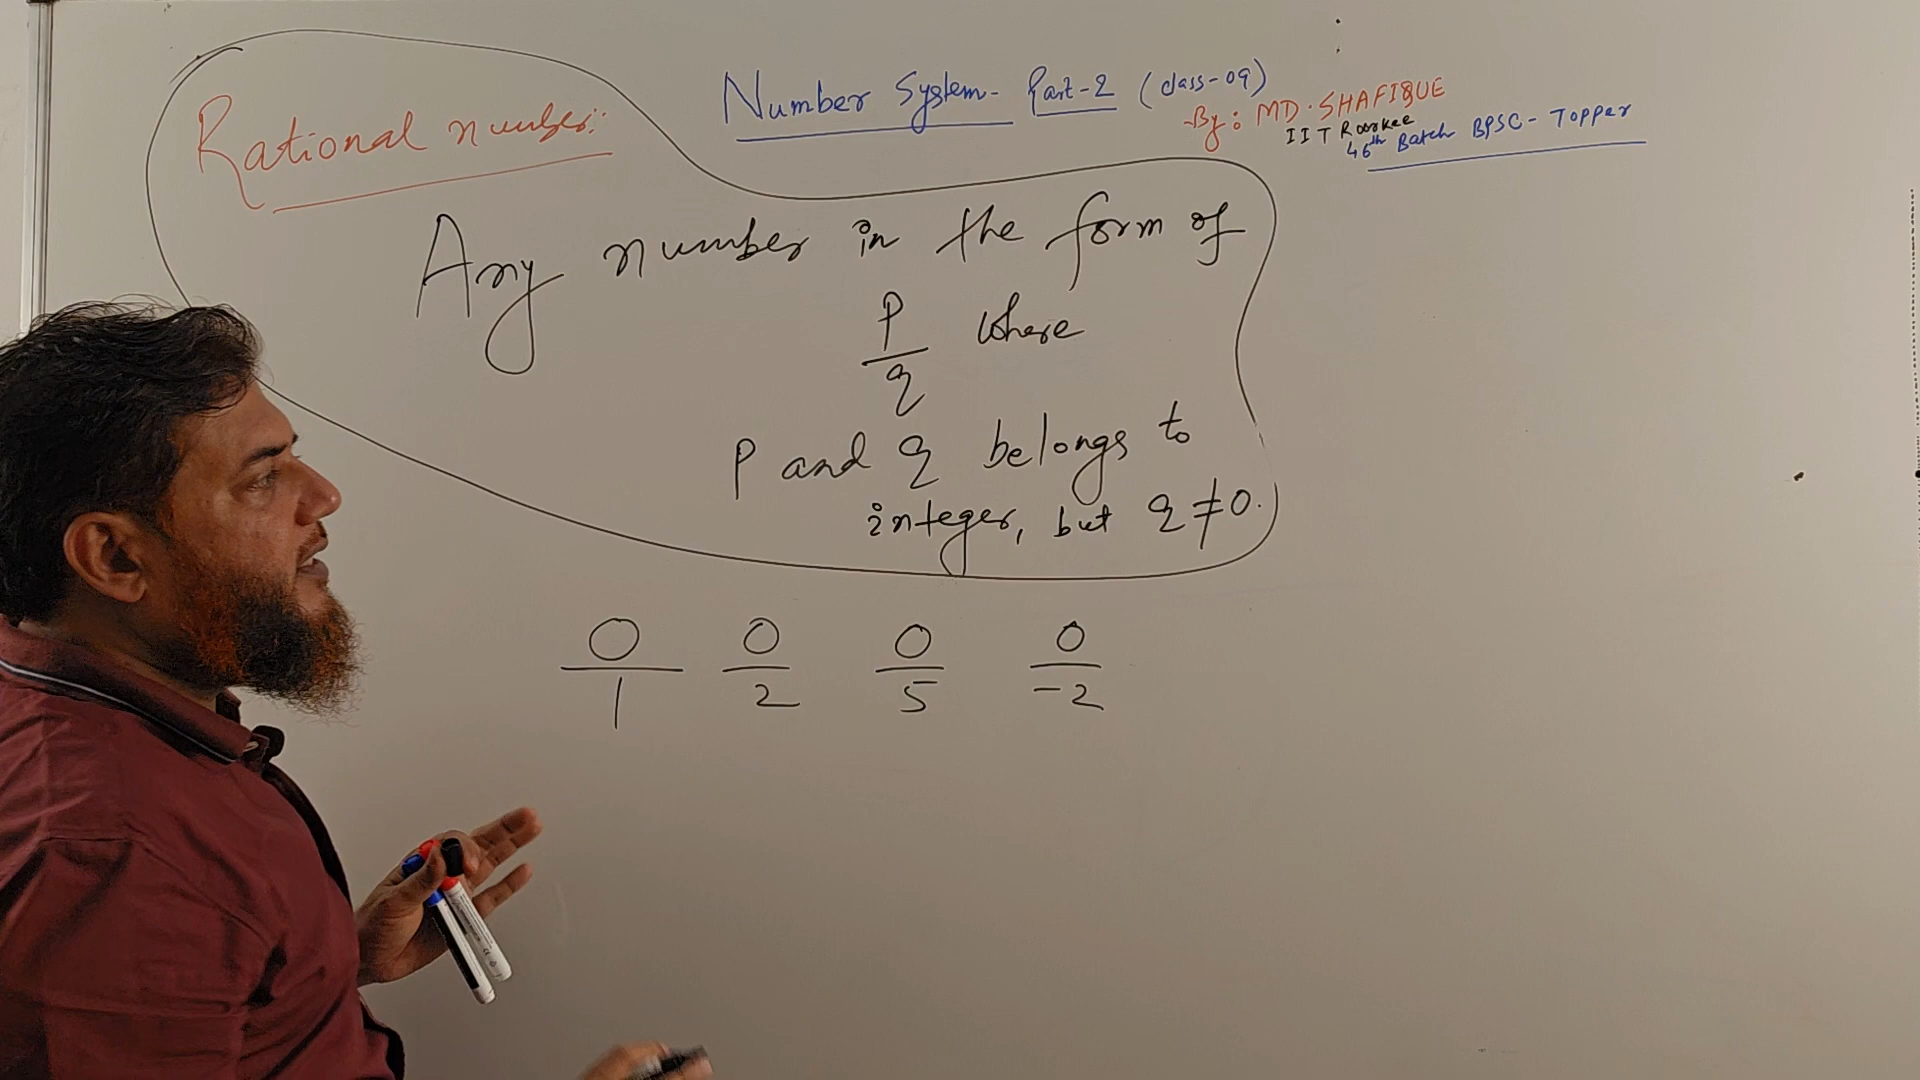 Number System- Part-2 (class-09)
By: MD. SHAFIQUE
IIT Roorkee
46th Batch BPSC - Topper
Rational number:
Any number in the form of
p/q where
p and q belongs to
integer, but q ≠ 0.
0/1 0/2 0/5 0/-2